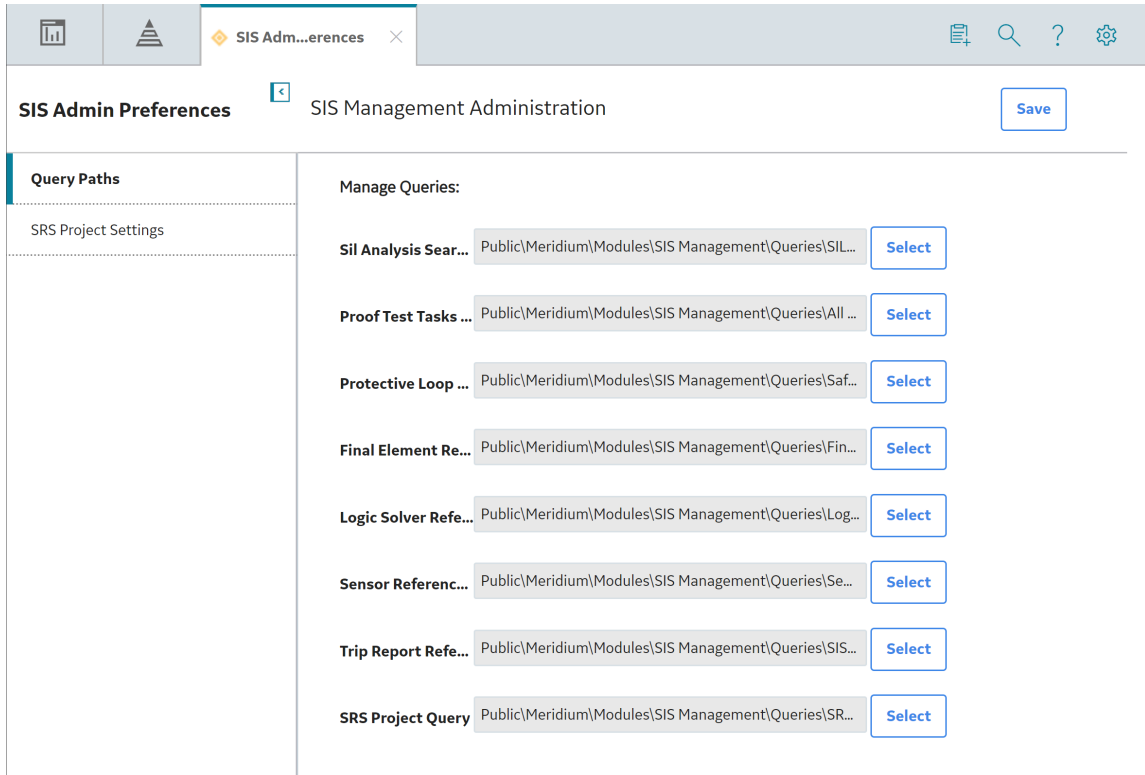 SIS Adm...erences
SIS Admin Preferences
SIS Management Administration
Save
Query Paths
SRS Project Settings
Manage Queries:
Sil Analysis Sear... Public\Meridium\Modules\SIS Management\Queries\SIL... Select
Proof Test Tasks ... Public\Meridium\Modules\SIS Management\Queries\All ... Select
Protective Loop ... Public\Meridium\Modules\SIS Management\Queries\Saf... Select
Final Element Re... Public\Meridium\Modules\SIS Management\Queries\Fin... Select
Logic Solver Refe... Public\Meridium\Modules\SIS Management\Queries\Log... Select
Sensor Referenc... Public\Meridium\Modules\SIS Management\Queries\Se... Select
Trip Report Refe... Public\Meridium\Modules\SIS Management\Queries\SIS... Select
SRS Project Query Public\Meridium\Modules\SIS Management\Queries\SR... Select